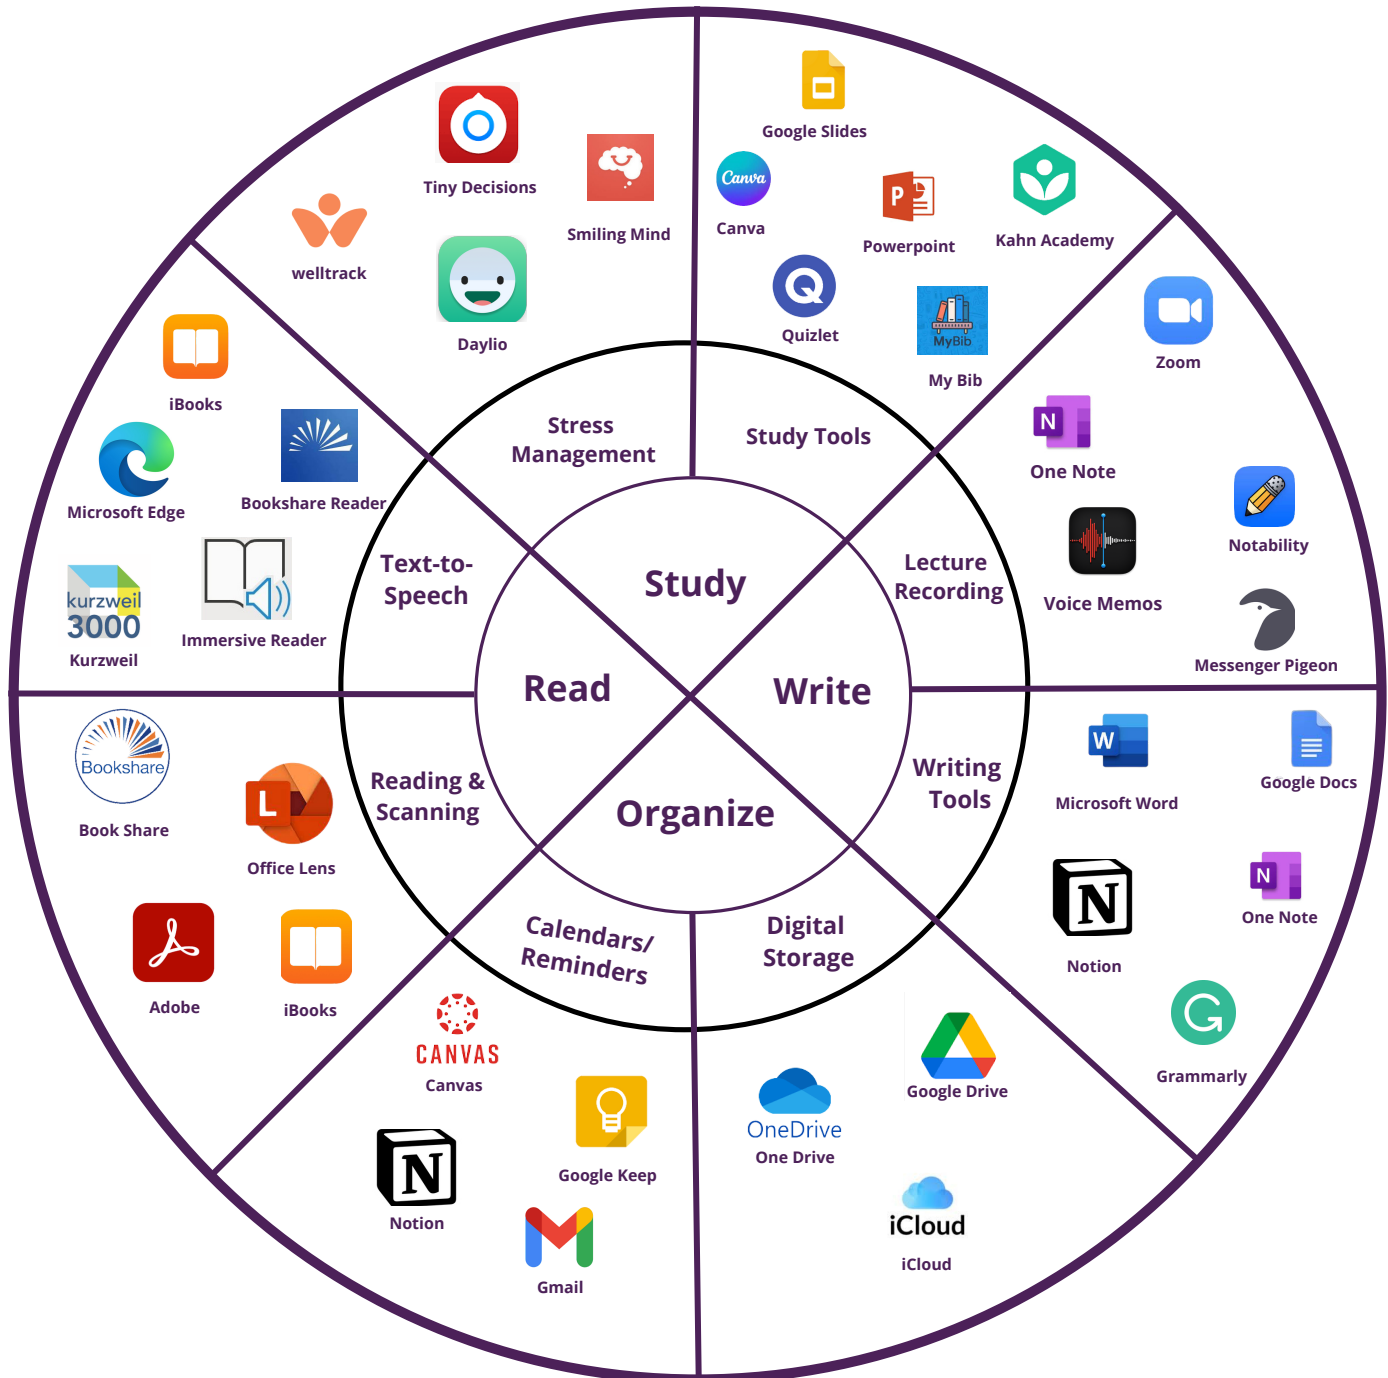 Tiny Decisions
Smiling Mind
welltrack
Daylio
Stress
Management
Google Slides
Canva
Canva
P
Powerpoint
Kahn Academy
Q
Quizlet
MyBib
My Bib
Study Tools
Zoom
N
One Note
Notability
Voice Memos
Messenger Pigeon
Lecture
Recording
iBooks
Microsoft Edge
Bookshare Reader
kurzweil
3000
Kurzweil
Immersive Reader
Text-to-
Speech
Study
Read
Write
Organize
Bookshare
Book Share
L
Office Lens
Adobe
iBooks
Reading &
Scanning
Writing
Tools
W
Microsoft Word
Google Docs
N
Notion
N
One Note
G
Grammarly
Calendars/
Reminders
CANVAS
Canvas
Google Keep
N
Notion
M
Gmail
Digital
Storage
OneDrive
One Drive
Google Drive
iCloud
iCloud